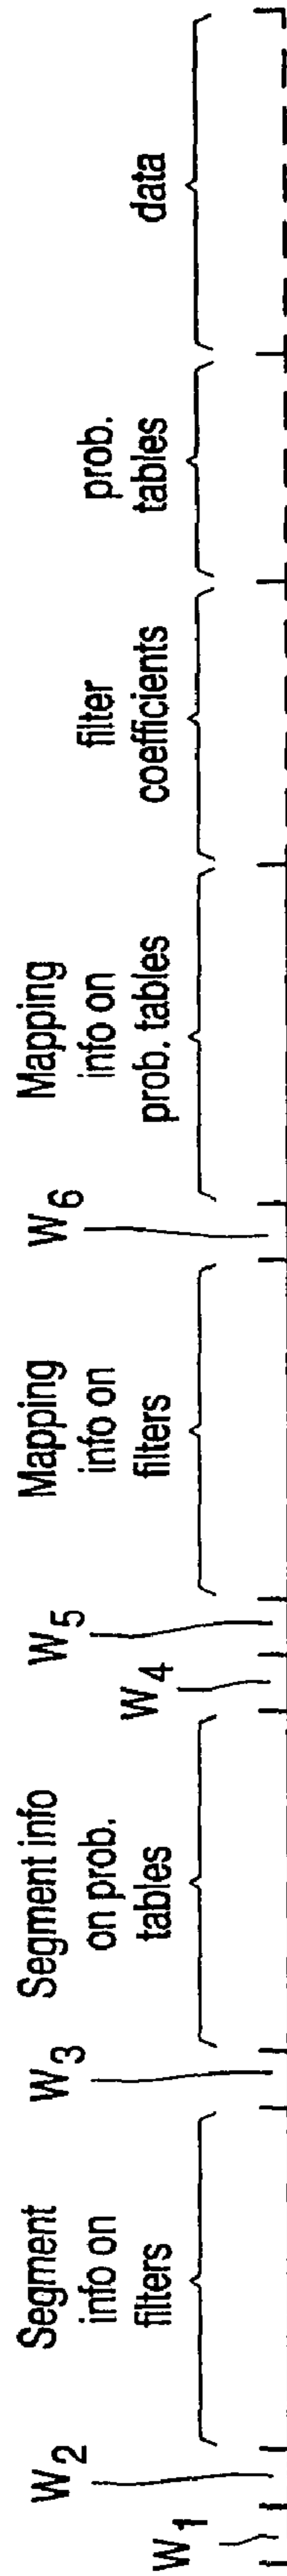 W1
W2
Segment
info on
filters
W3
Segment info
on prob.
tables
W4
W5
Mapping
info on
filters
W6
Mapping
info on
prob. tables
filter
coefficients
prob.
tables
data